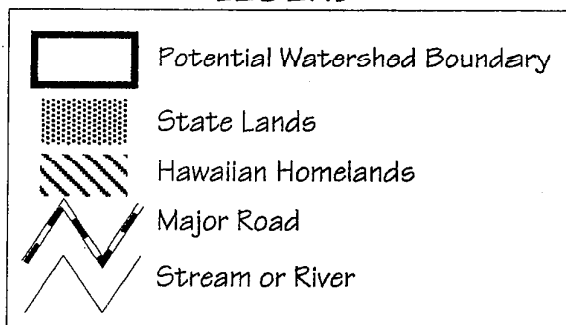 Potential Watershed Boundary
State Lands
Hawaiian Homelands
Major Road
Stream or River